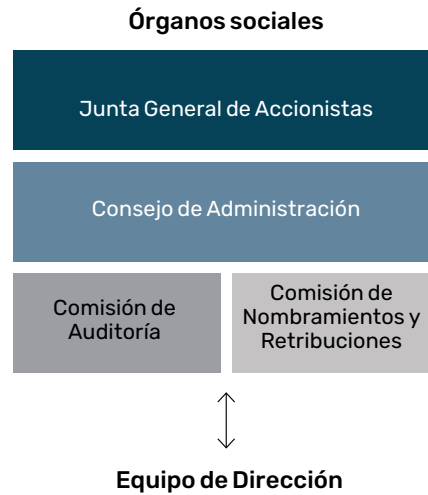 Órganos sociales
Junta General de Accionistas
Consejo de Administración
Comisión de
Auditoría
Comisión de
Nombramientos y
Retribuciones
Equipo de Dirección